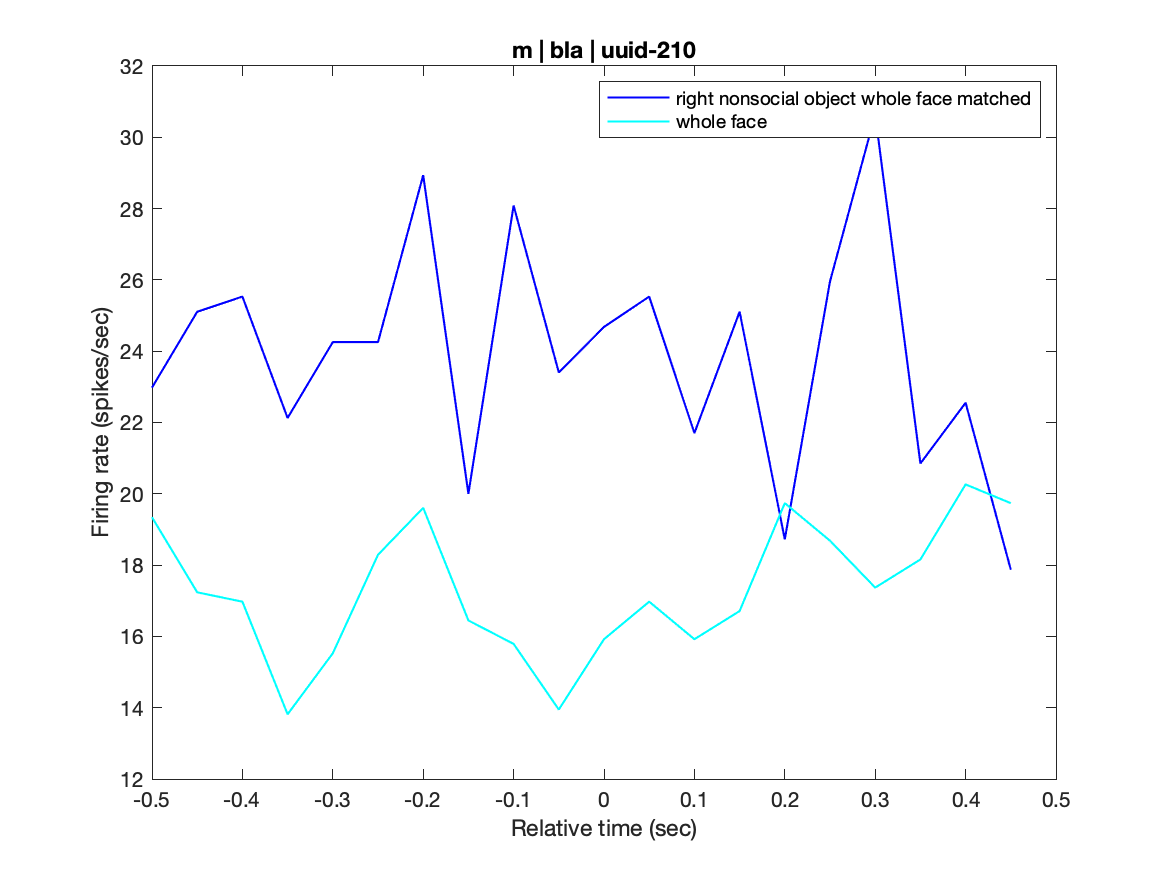 m | bla | uuid-210
right nonsocial object whole face matched
whole face
Firing rate (spikes/sec)
32
30
28
26
24
22
20
18
16
14
12
-0.5 -0.4 -0.3 -0.2 -0.1 0 0.1 0.2 0.3 0.4 0.5
Relative time (sec)